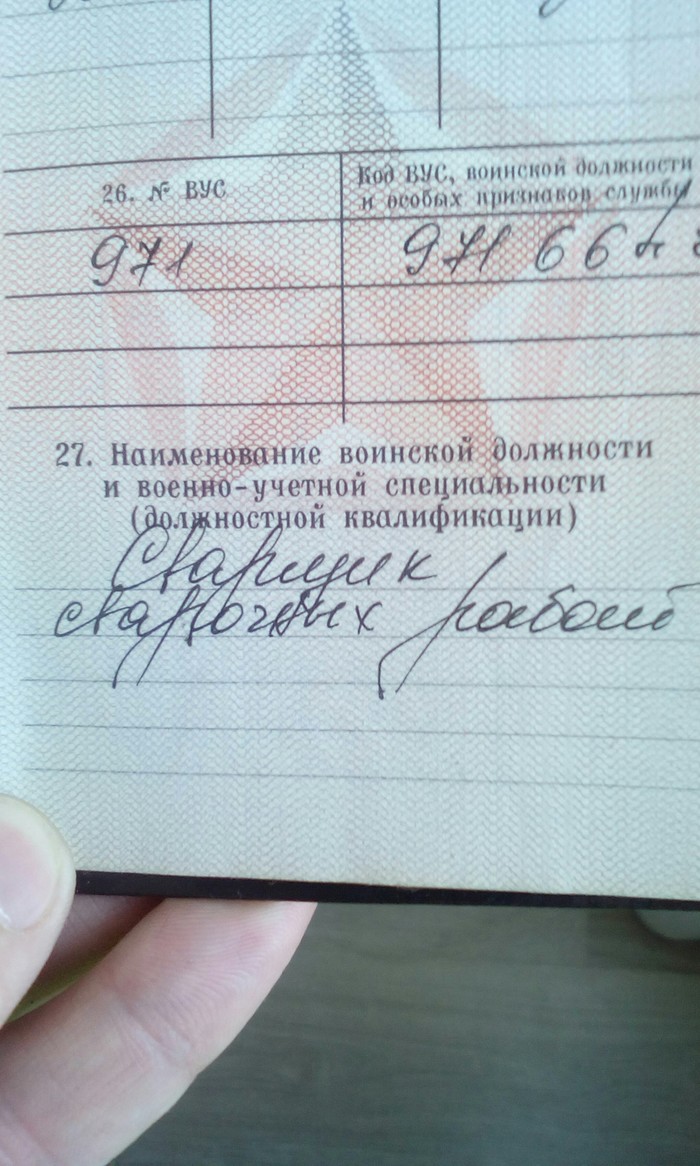 26. № ВУС
Код ВУС, воинской должности
и особых признаков службы
971
971 66
27. Наименование воинской должности
и военно-учетной специальности
(должностной квалификации)
Сварщик
сварочных работ